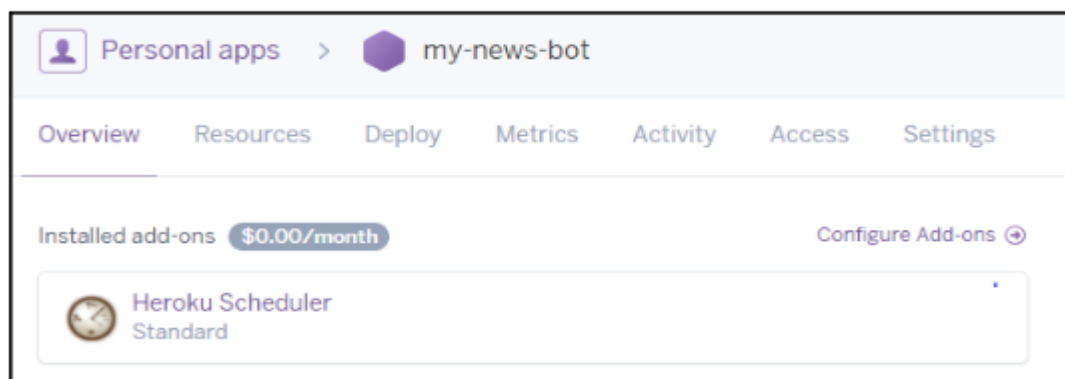 Personal apps > my-news-bot
Overview Resources Deploy Metrics Activity Access Settings
Installed add-ons $0.00/month Configure Add-ons
Heroku Scheduler
Standard